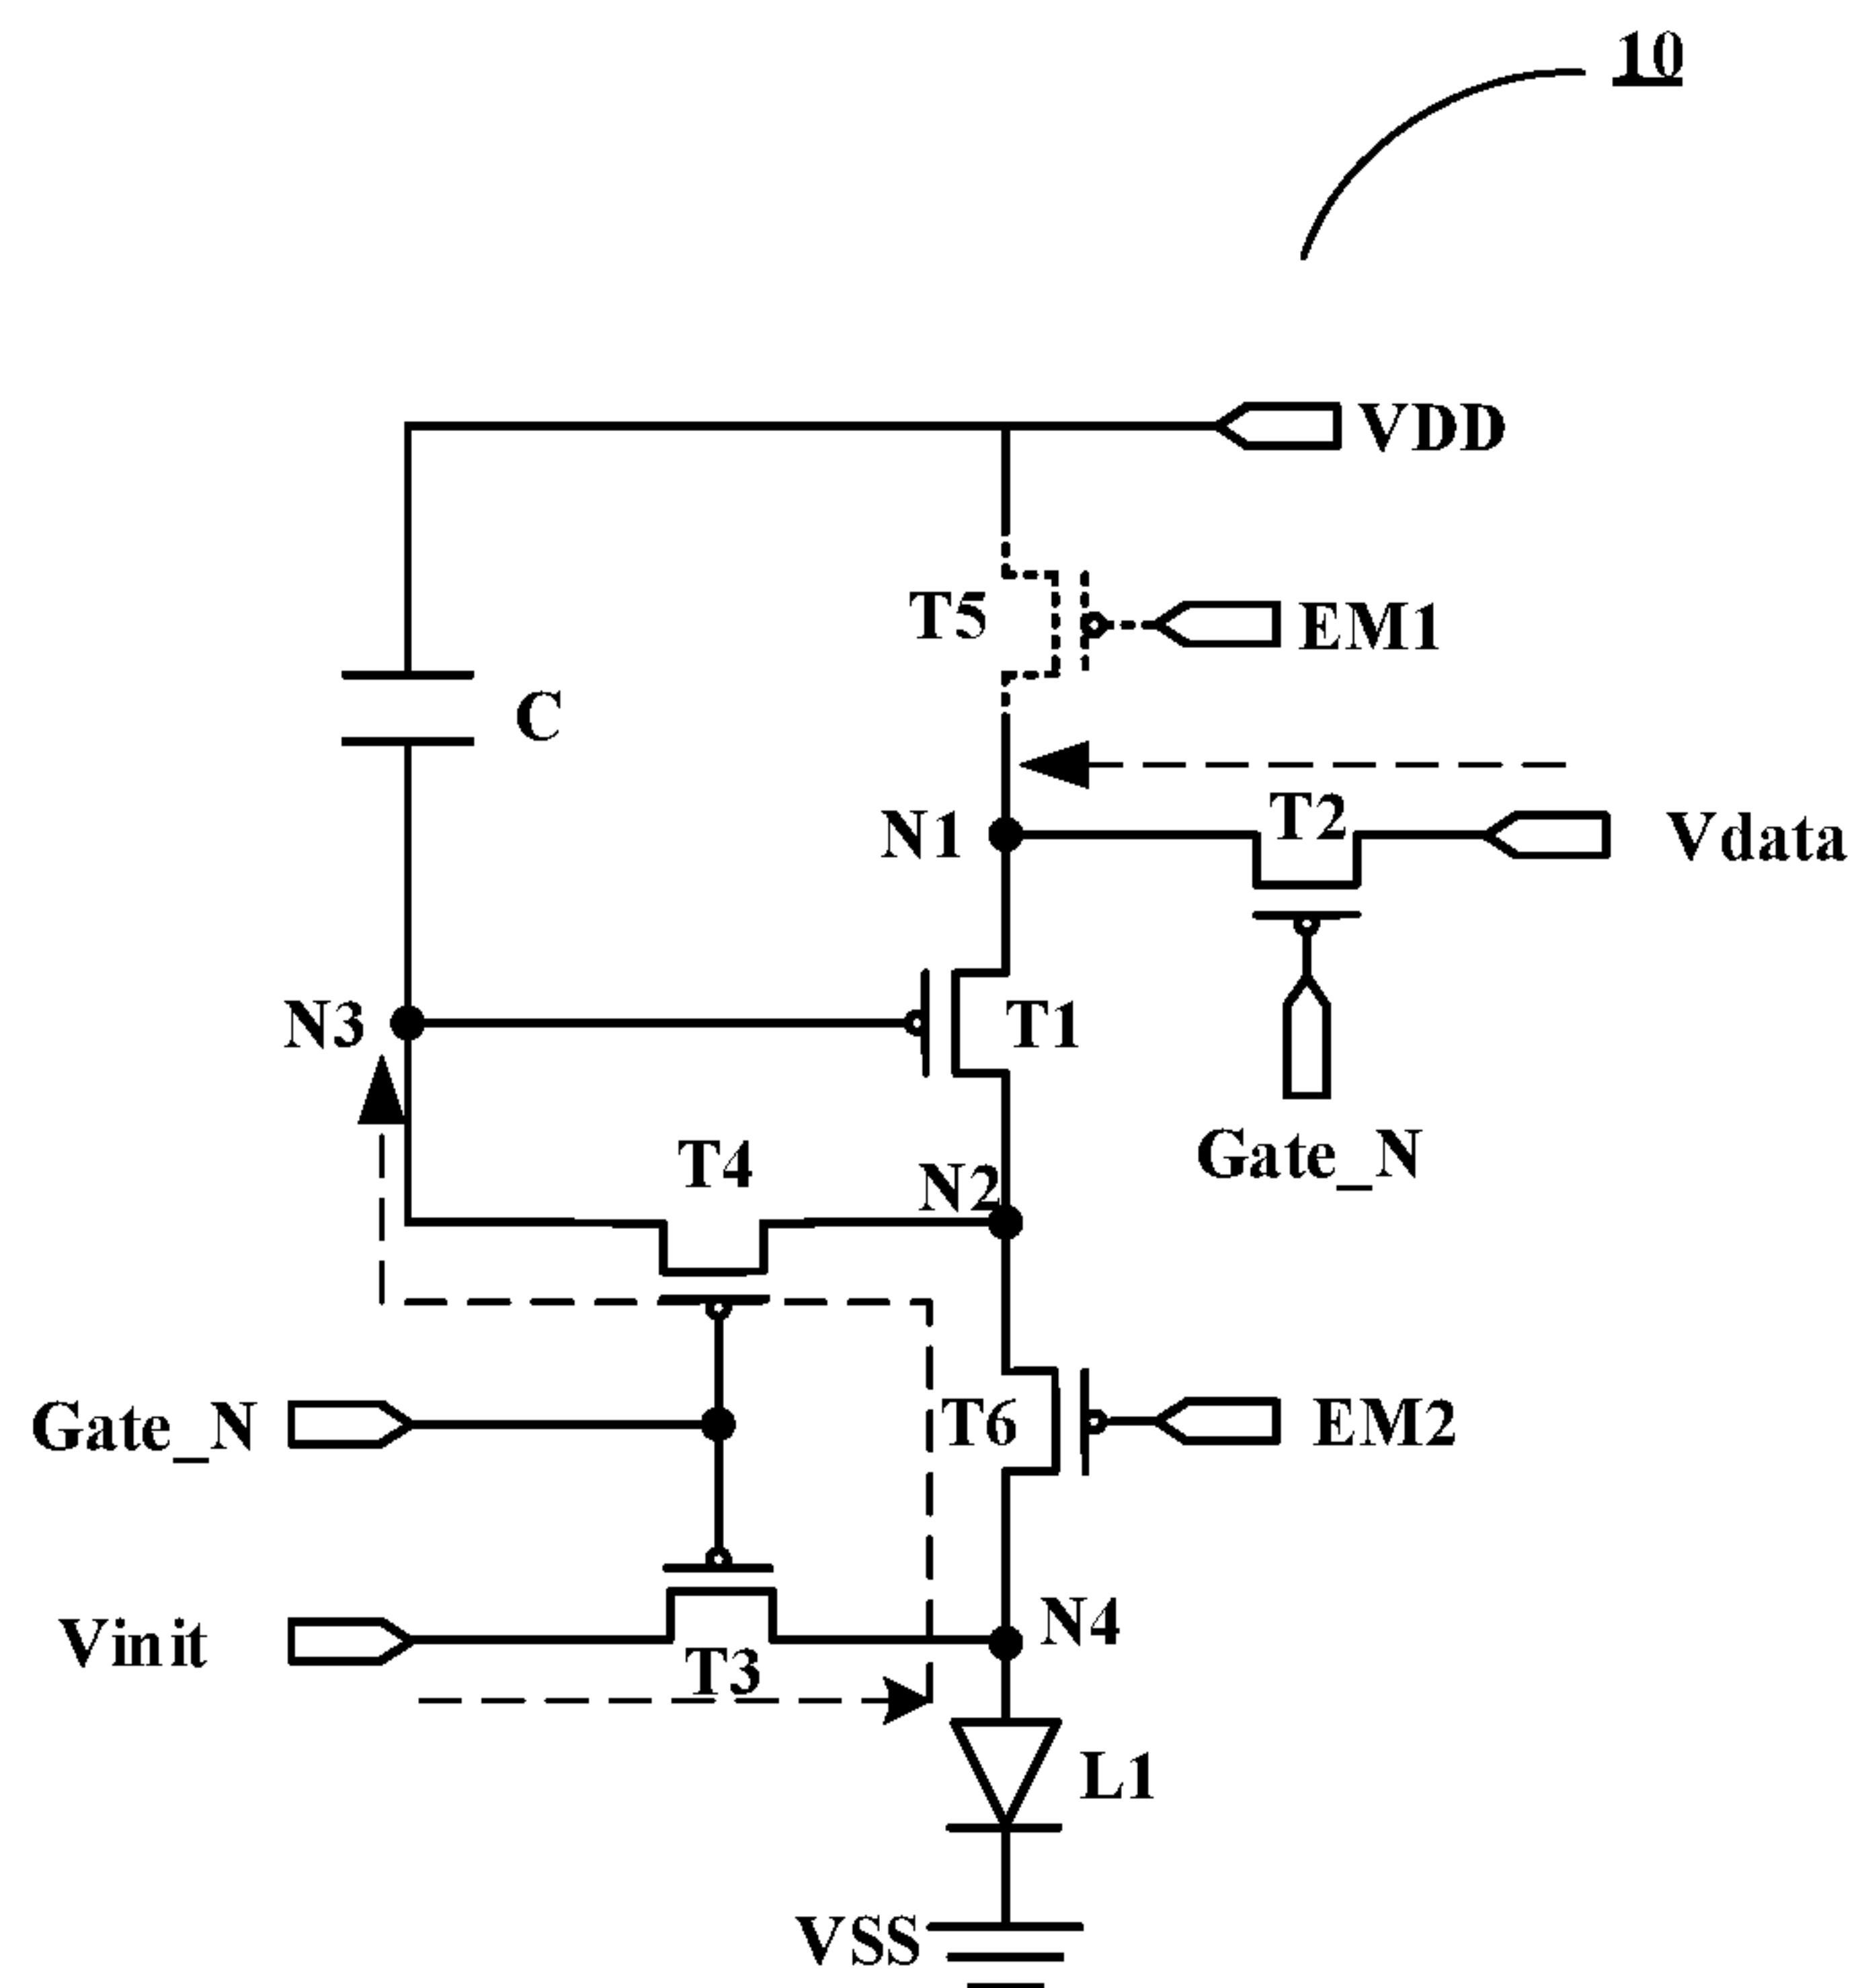 10
VDD
T5
EM1
C
N1
T2
Vdata
N3
T1
Gate_N
T4
N2
Gate_N
T6
EM2
Vinit
T3
N4
L1
VSS